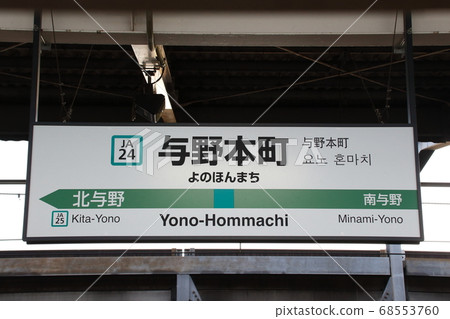 JA
24
与野本町
よのほんまち
与野本町
요노 혼마치
北与野
南与野
JA
25
Kita-Yono
Yono-Hommachi
Minami-Yono
PIXTA
68553760